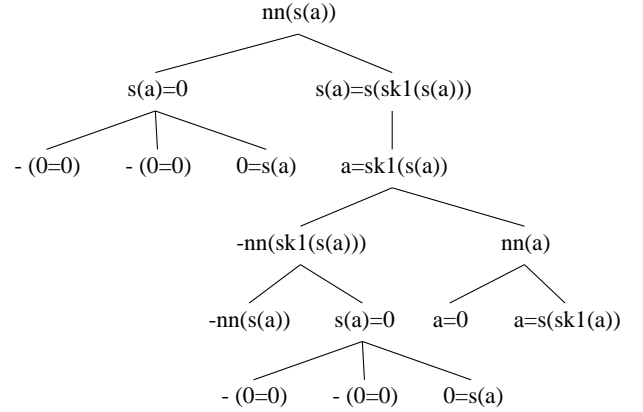 nn(s(a))
s(a)=0 s(a)=s(sk1(s(a)))
- (0=0) - (0=0) 0=s(a) a=sk1(s(a))
-nn(sk1(s(a))) nn(a)
-nn(s(a)) s(a)=0 a=0 a=s(sk1(a))
- (0=0) - (0=0) 0=s(a)